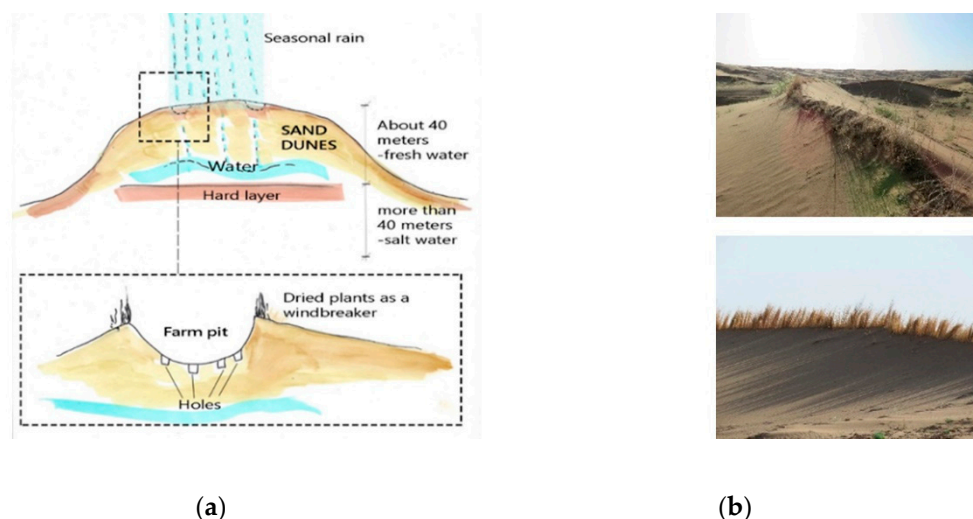 Seasonal rain
SAND
DUNES
About 40
meters
-fresh water
Water
Hard layer
more than
40 meters
-salt water
Dried plants as a
windbreaker
Farm pit
Holes
(a)
(b)